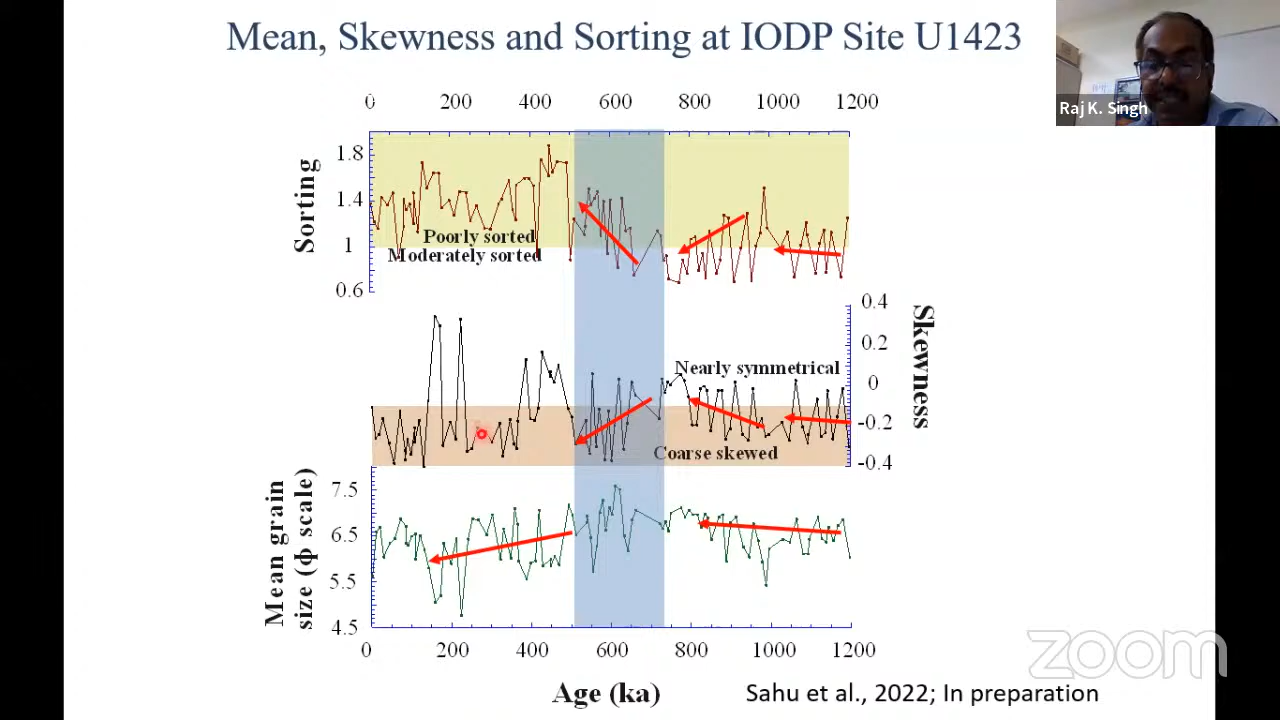 Mean, Skewness and Sorting at IODP Site U1423
Raj K. Singh
0 200 400 600 800 1000 1200
Sorting
1.8
1.4
1
0.6
Poorly sorted
Moderately sorted
0.4
0.2
0
-0.2
-0.4
Skewness
Nearly symmetrical
Coarse skewed
Mean grain
size (ф scale)
7.5
6.5
5.5
4.5
0 200 400 600 800 1000 1200
Age (ka)
Sahu et al., 2022; In preparation
zoom